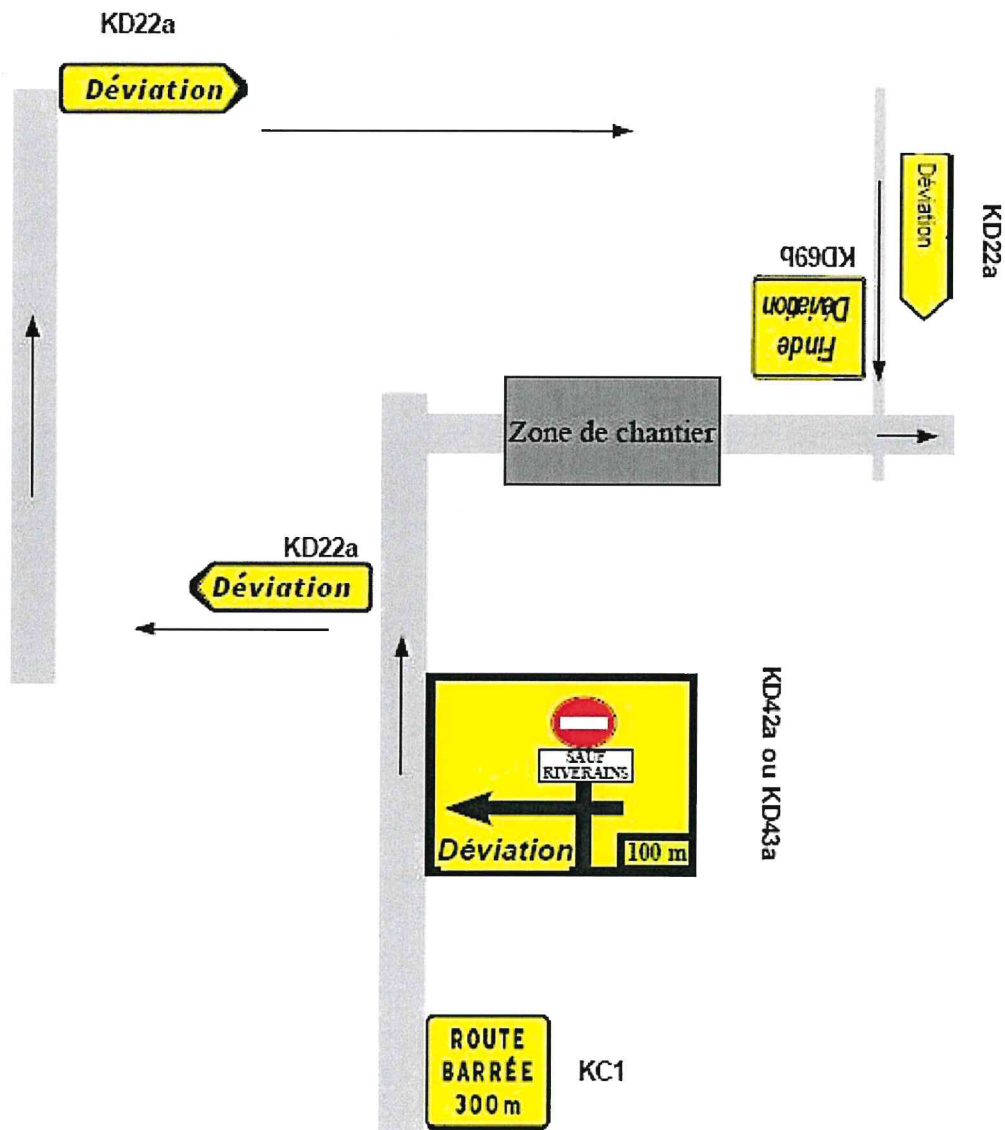 KD22a
Déviation
Déviation
KD22a
KD69b
Fin de
Déviation
Zone de chantier
KD22a
Déviation
KD42a ou KD43a
SAUF
RIVERAINS
Déviation
100 m
ROUTE
BARRÉE
300 m
KC1